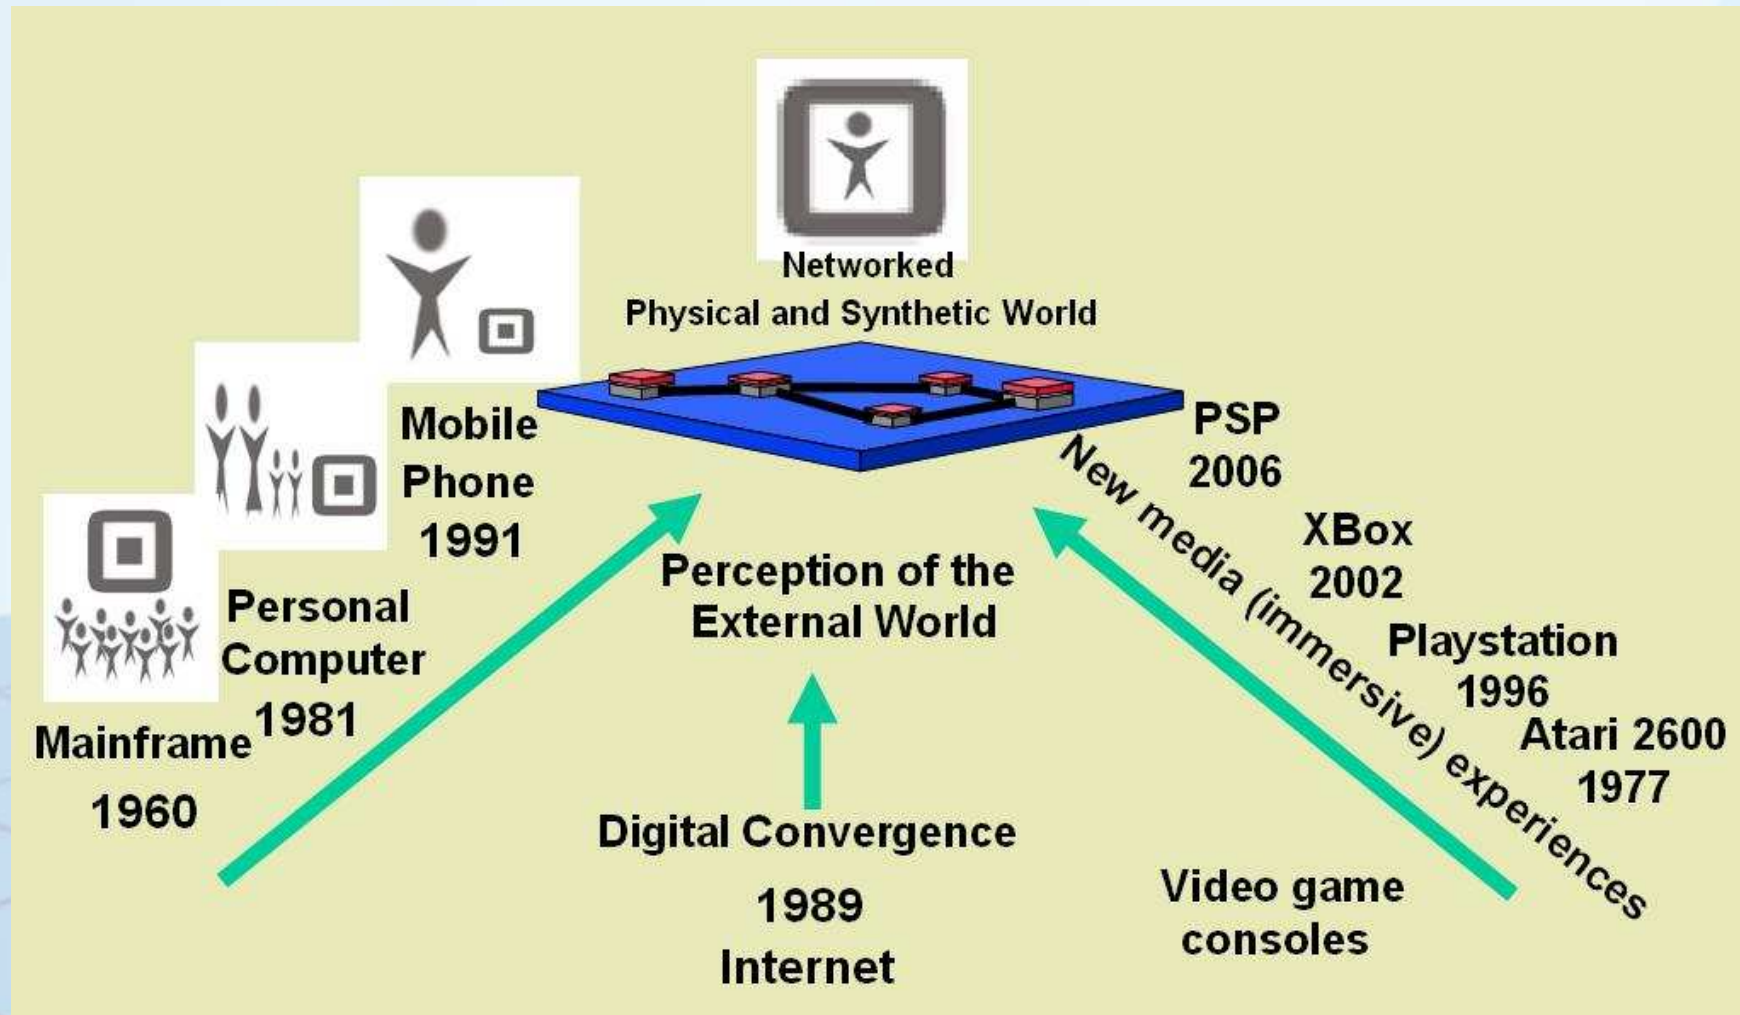 Networked
Physical and Synthetic World
Mobile
Phone
1991
Personal
Computer
1981
Mainframe
1960
Perception of the
External World
Digital Convergence
1989
Internet
PSP
2006
XBox
2002
Playstation
1996
Atari 2600
1977
New media (immersive) experiences
Video game
consoles